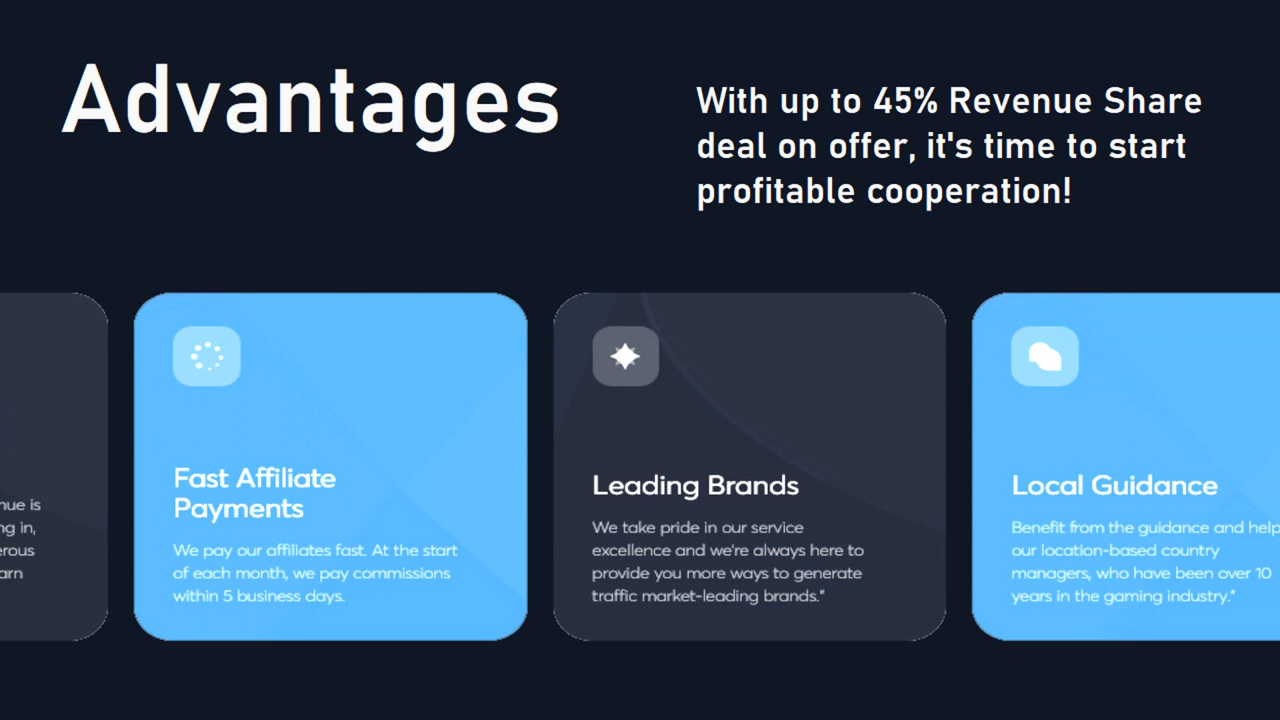 Advantages
With up to 45% Revenue Share
deal on offer, it's time to start
profitable cooperation!
is
in,
Fast Affiliate
Payments
We pay our affiliates fast. At the start
of each month, we pay commissions
within 5 business days.
Leading Brands
We take pride in our service
excellence and we're always here to
provide you more ways to generate
traffic market-leading brands."
Local Guidance
Benefit from the guidance and help
our location-based country
managers, who have been over 10
years in the gaming industry."